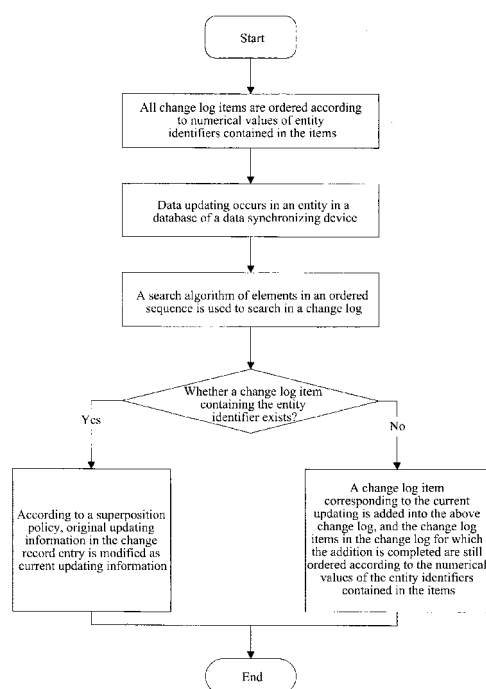 Start
All change log items are ordered according
to numerical values of entity
identifiers contained in the items
Data updating occurs in an entity in a
database of a data synchronizing device
A search algorithm of elements in an ordered
sequence is used to search in a change log
Whether a change log item
containing the entity
identifier exists?
Yes
No
According to a superposition
policy, original updating
information in the change
record entry is modified as
current updating information
A change log item
corresponding to the current
updating is added into the above
change log, and the change log
items in the change log for which
the addition is completed are still
ordered according to the numerical
values of the entity identifiers
contained in the items
End